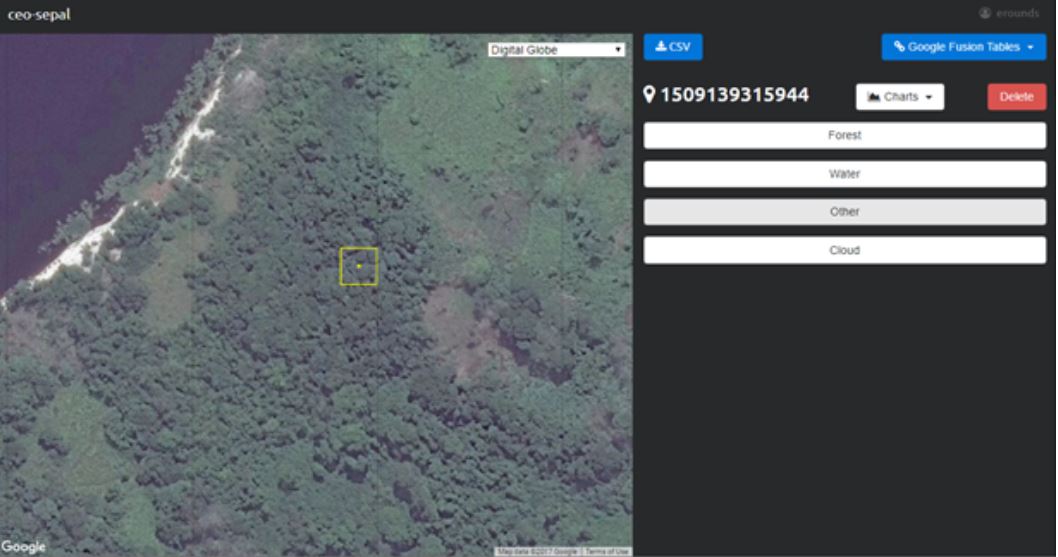 ceo-sepal
erounds
Digital Globe
CSV
Google Fusion Tables
1509139315944
Charts
Delete
Forest
Water
Other
Cloud
Google
Map data ©2017 Google | Terms of Use